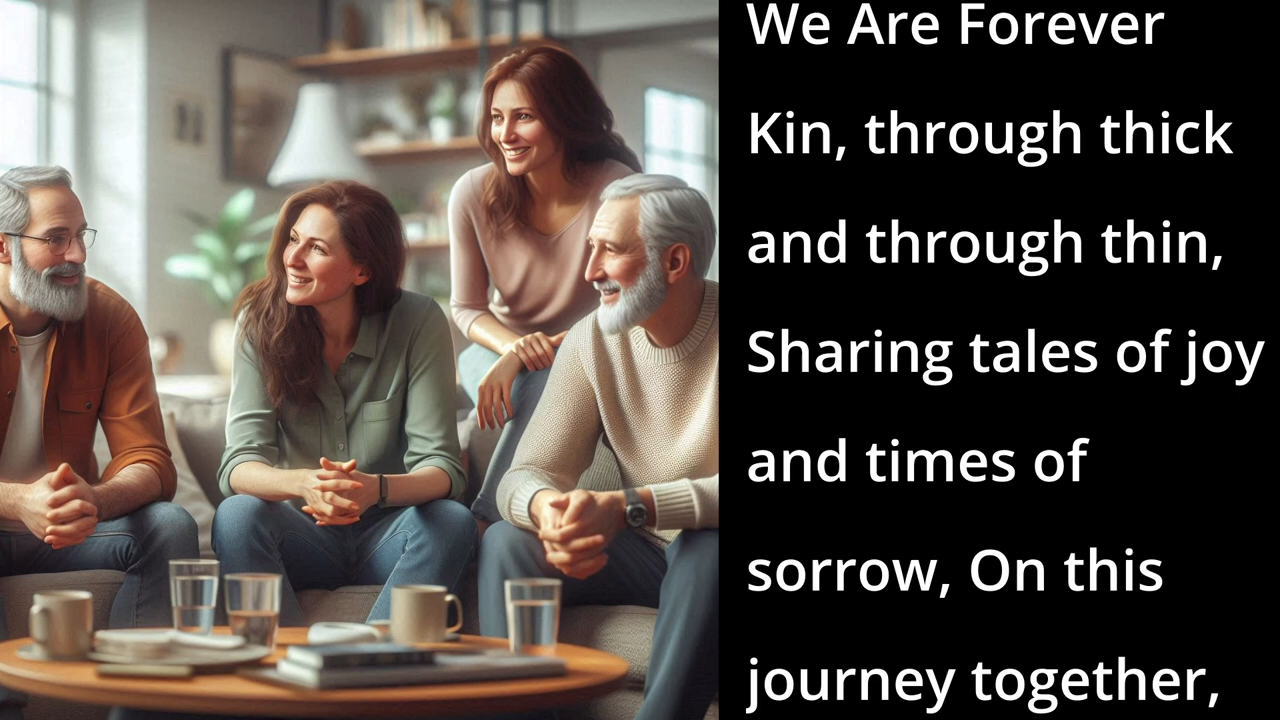 We Are Forever
Kin, through thick
and through thin,
Sharing tales of joy
and times of
sorrow, On this
journey together,